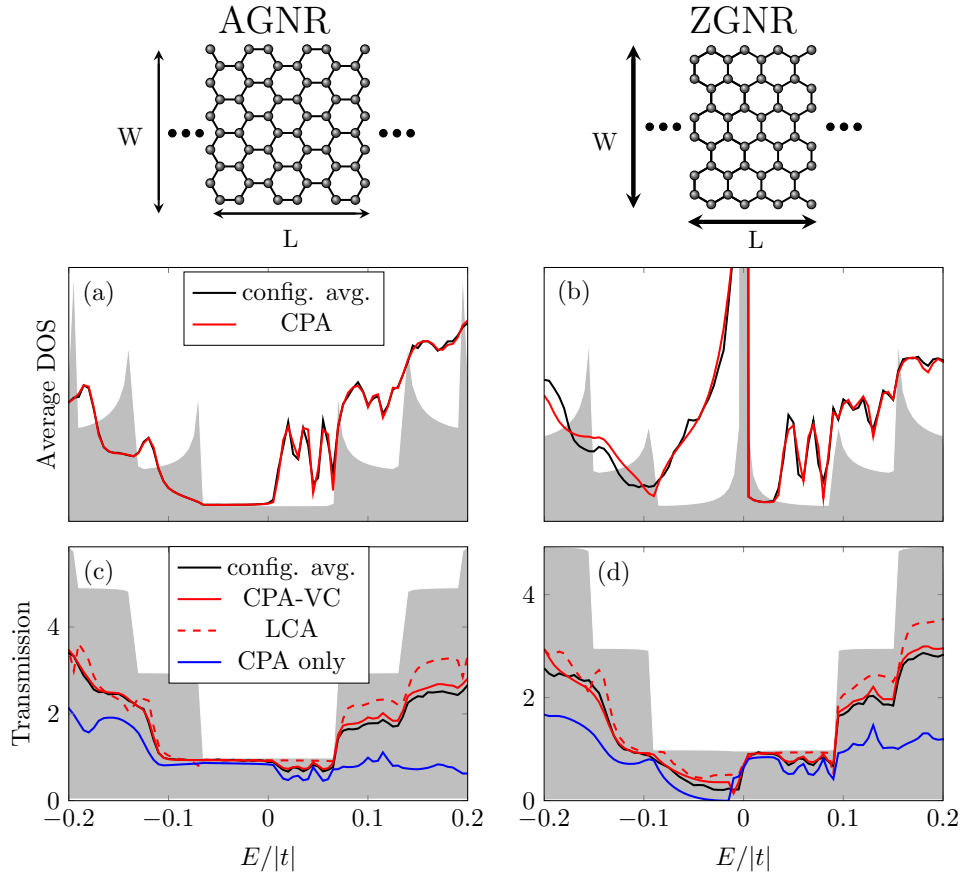 AGNR
ZGNR
W
L
W
L
(a)
config. avg.
CPA
Average DOS
(b)
(c)
config. avg.
CPA-VC
LCA
CPA only
Transmission
0
2
4
−0.2
−0.1
0
0.1
0.2
E/|t|
(d)
0
2
4
−0.2
−0.1
0
0.1
0.2
E/|t|